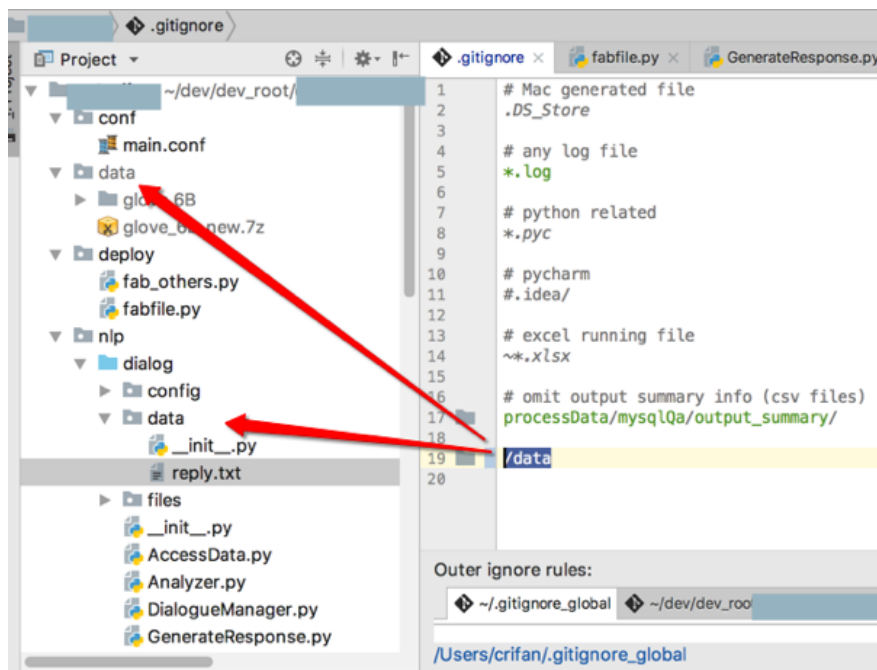 .gitignore
Project
.gitignore
fabfile.py
GenerateResponse.py
~/dev/dev_root/
conf
main.conf
data
6B
new.7z
deploy
fab_others.py
fabfile.py
nlp
dialog
config
data
__init__.py
reply.txt
files
__init__.py
AccessData.py
Analyzer.py
DialogueManager.py
GenerateResponse.py
1 # Mac generated file
2 .DS_Store
3
4 # any log file
5 *.log
6
7 # python related
8 *.pyc
9
10 # pycharm
11 #.idea/
12
13 # excel running file
14 ~*.xlsx
15
16 # omit output summary info (csv files)
17 processData/mysqlQa/output_summary/
18
19 /data
20
Outer ignore rules:
~/.gitignore_global
~/dev/dev_roo
/Users/crifan/.gitignore_global